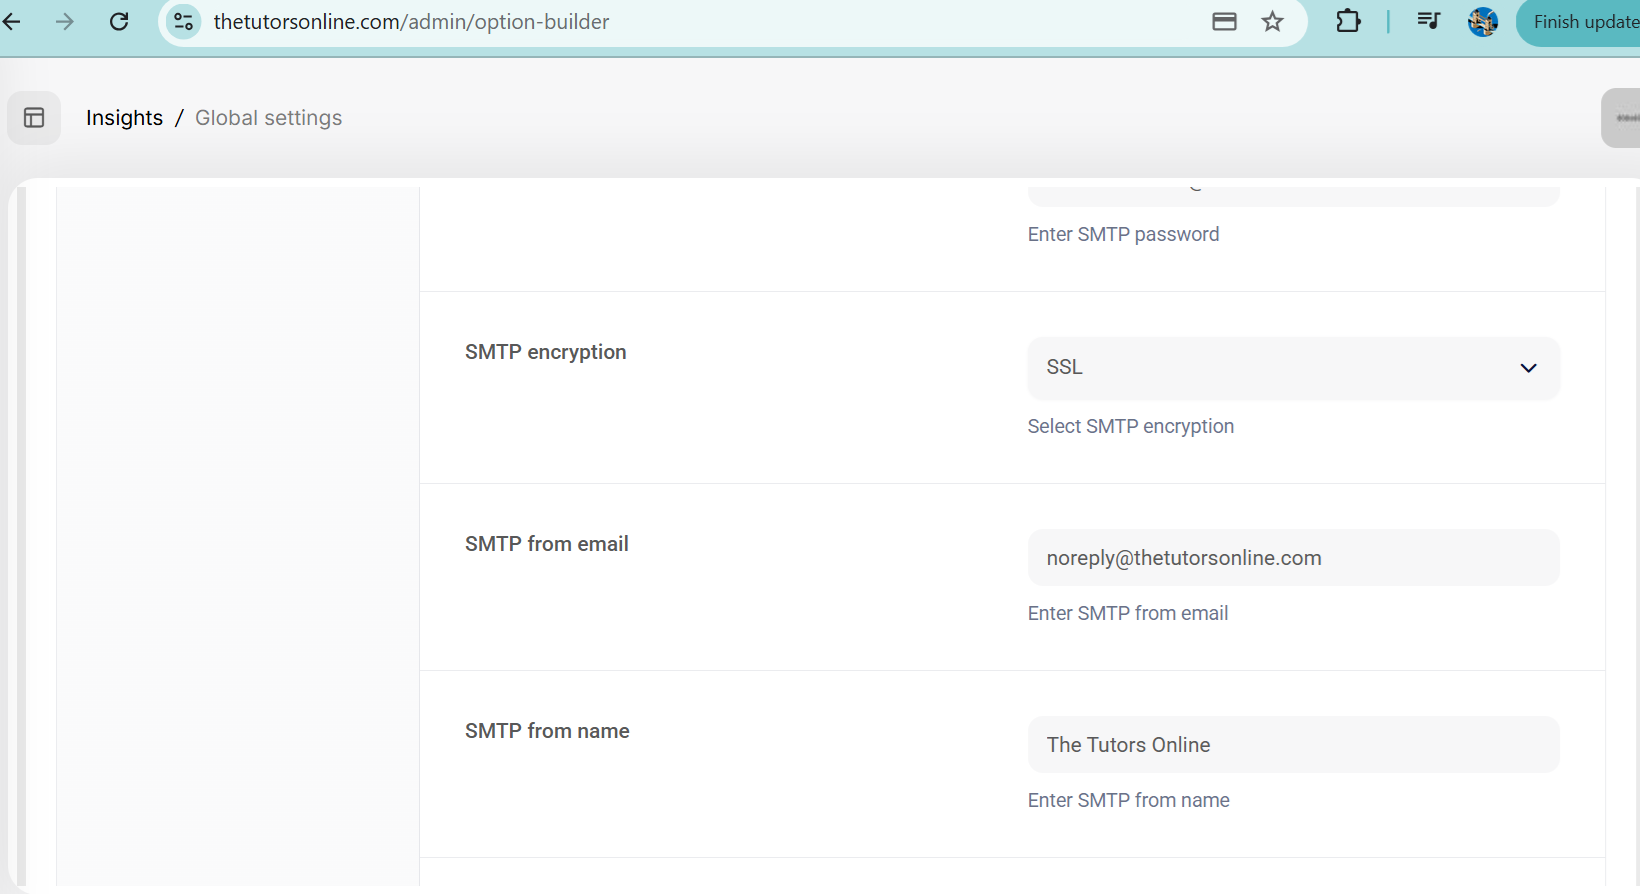 thetutorsonline.com/admin/option-builder
Finish update
Insights / Global settings
Enter SMTP password
SMTP encryption
SSL
Select SMTP encryption
SMTP from email
noreply@thetutorsonline.com
Enter SMTP from email
SMTP from name
The Tutors Online
Enter SMTP from name